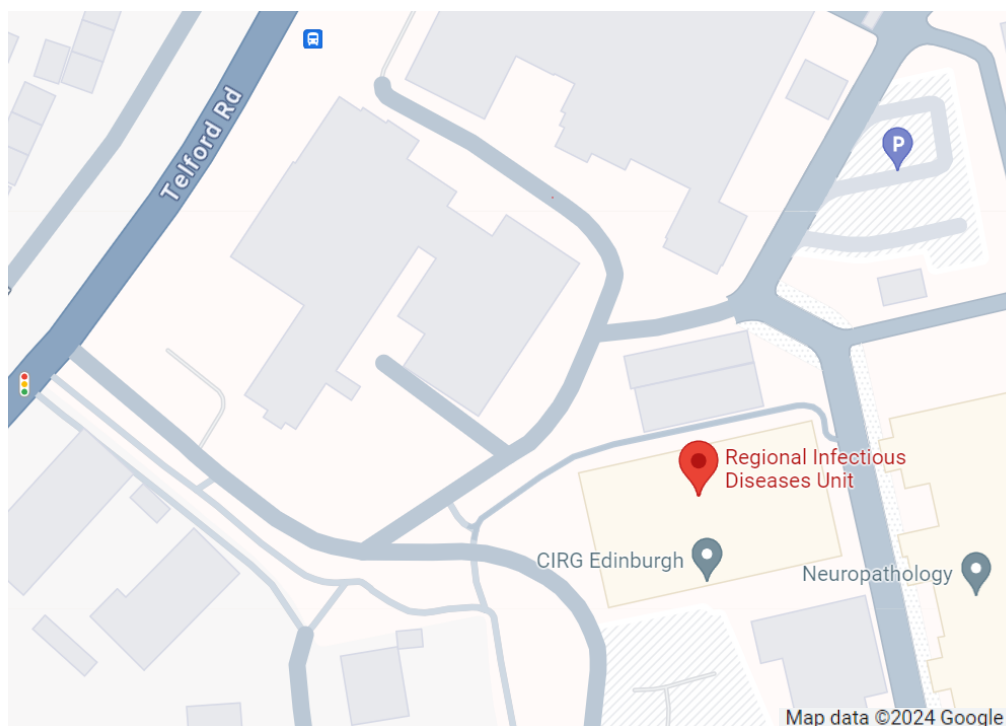 Telford Rd
P
Regional Infectious
Diseases Unit
CIRG Edinburgh
Neuropathology
Map data ©2024 Google